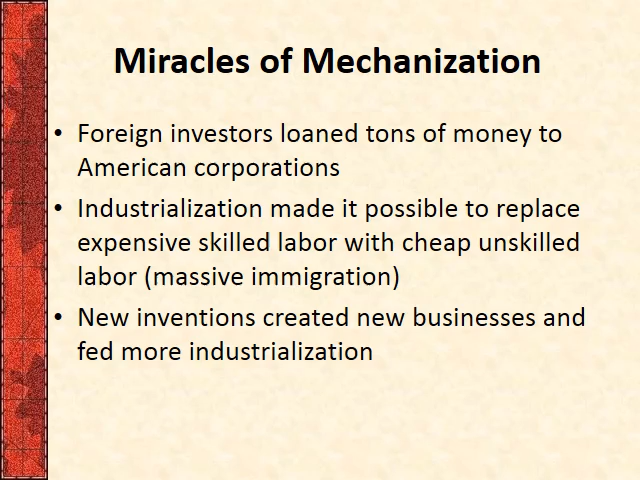 Miracles of Mechanization
• Foreign investors loaned tons of money to
American corporations
• Industrialization made it possible to replace
expensive skilled labor with cheap unskilled
labor (massive immigration)
• New inventions created new businesses and
fed more industrialization